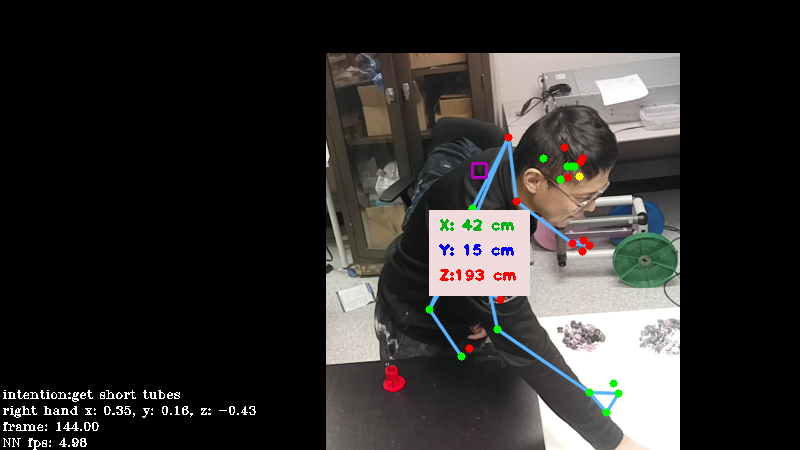 X: 42 cm
Y: 15 cm
Z:193 cm
intention:get short tubes
right hand x: 0.35, y: 0.16, z: −0.43
frame: 144.00
NN fps: 4.98